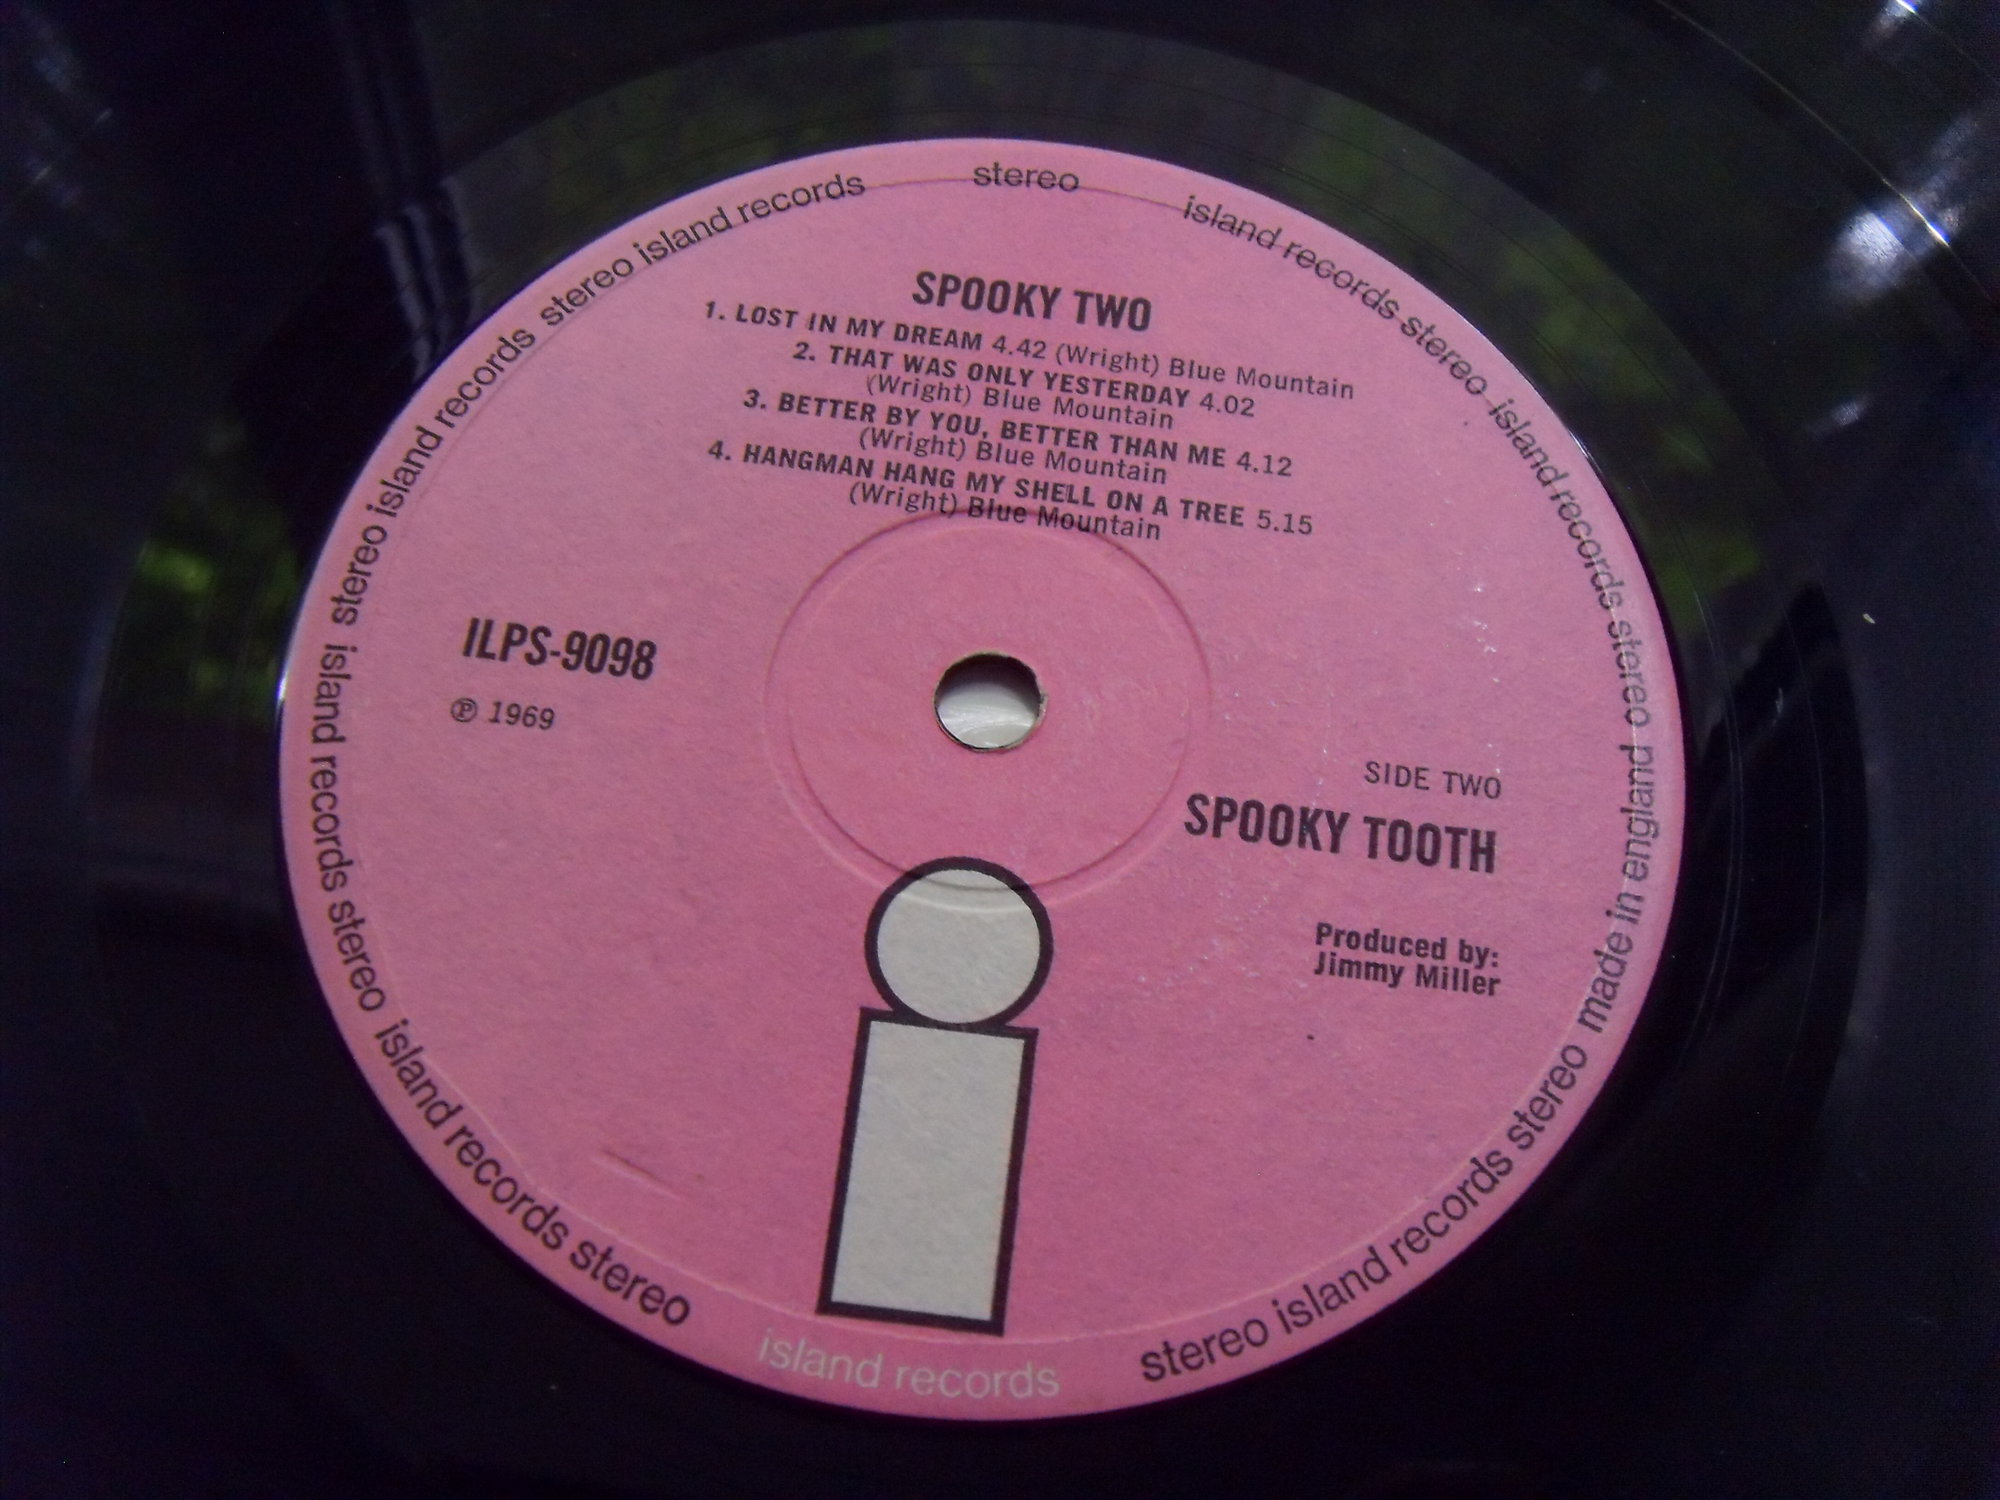 stereo
island records stereo island records stereo island records stereo
made in england
stereo island records stereo
island records
island records stereo
island records stereo
stereo island records
stereo island records
SPOOKY TWO
1. LOST IN MY DREAM 4.42 (Wright) Blue Mountain
2. THAT WAS ONLY YESTERDAY 4.02
(Wright) Blue Mountain
3. BETTER BY YOU, BETTER THAN ME 4.12
(Wright) Blue Mountain
4. HANGMAN HANG MY SHELL ON A TREE 5.15
(Wright) Blue Mountain
ILPS-9098
℗ 1969
SIDE TWO
SPOOKY TOOTH
Produced by:
Jimmy Miller
i